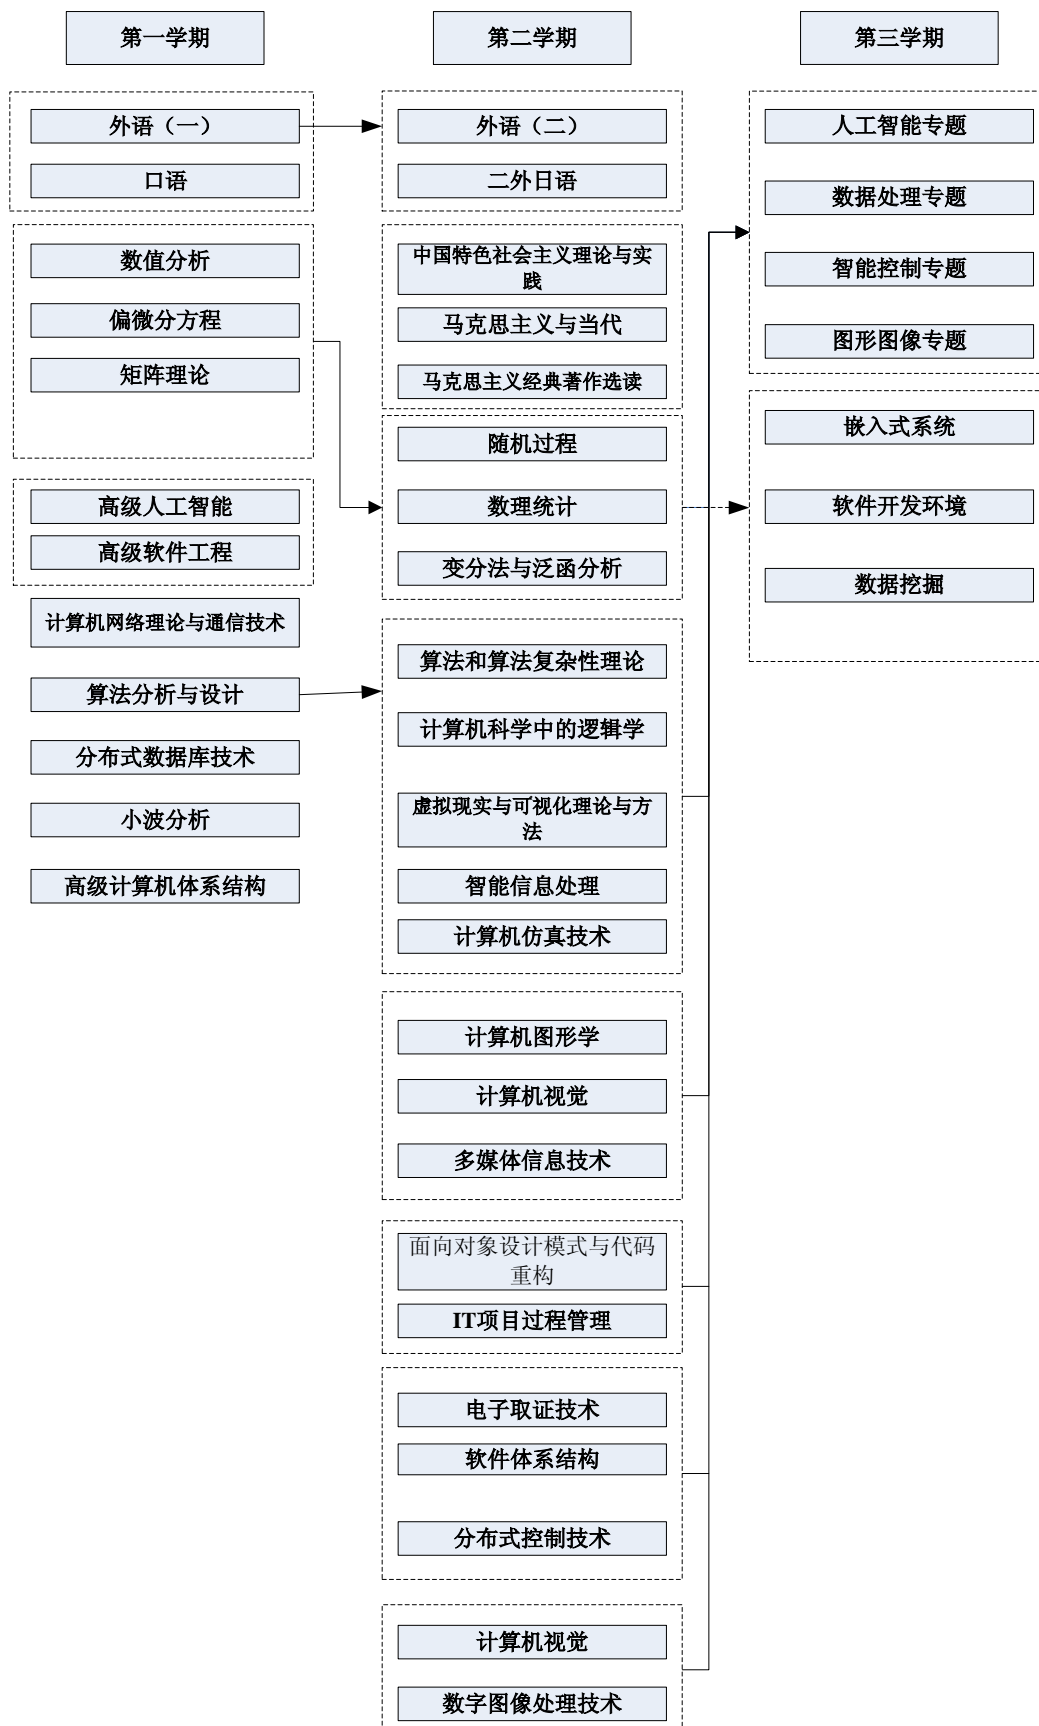 第一学期
第二学期
第三学期
外语（一）
口语
数值分析
偏微分方程
矩阵理论
高级人工智能
高级软件工程
计算机网络理论与通信技术
算法分析与设计
分布式数据库技术
小波分析
高级计算机体系结构
外语（二）
二外日语
中国特色社会主义理论与实
践
马克思主义与当代
马克思主义经典著作选读
随机过程
数理统计
变分法与泛函分析
算法和算法复杂性理论
计算机科学中的逻辑学
虚拟现实与可视化理论与方
法
智能信息处理
计算机仿真技术
计算机图形学
计算机视觉
多媒体信息技术
面向对象设计模式与代码
重构
IT项目过程管理
电子取证技术
软件体系结构
分布式控制技术
计算机视觉
数字图像处理技术
人工智能专题
数据处理专题
智能控制专题
图形图像专题
嵌入式系统
软件开发环境
数据挖掘